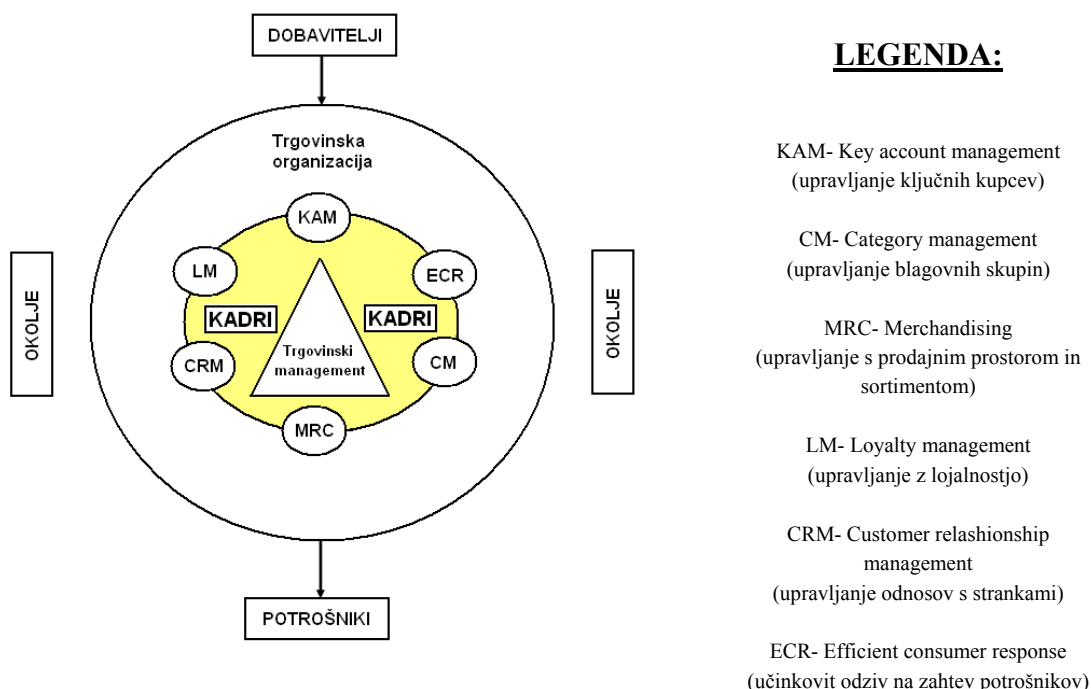 DOBAVITELJI
Trgovinska
organizacija
KAM
LM
ECR
KADRI
KADRI
OKOLJE
OKOLJE
Trgovinski
management
CRM
CM
MRC
POTROŠNIKI
LEGENDA:
KAM- Key account management
(upravljanje ključnih kupcev)
CM- Category management
(upravljanje blagovnih skupin)
MRC- Merchandising
(upravljanje s prodajnim prostorom in
sortimentom)
LM- Loyalty management
(upravljanje z lojalnostjo)
CRM- Customer relashionship
management
(upravljanje odnosov s strankami)
ECR- Efficient consumer response
(učinkovit odziv na zahtev potrošnikov)